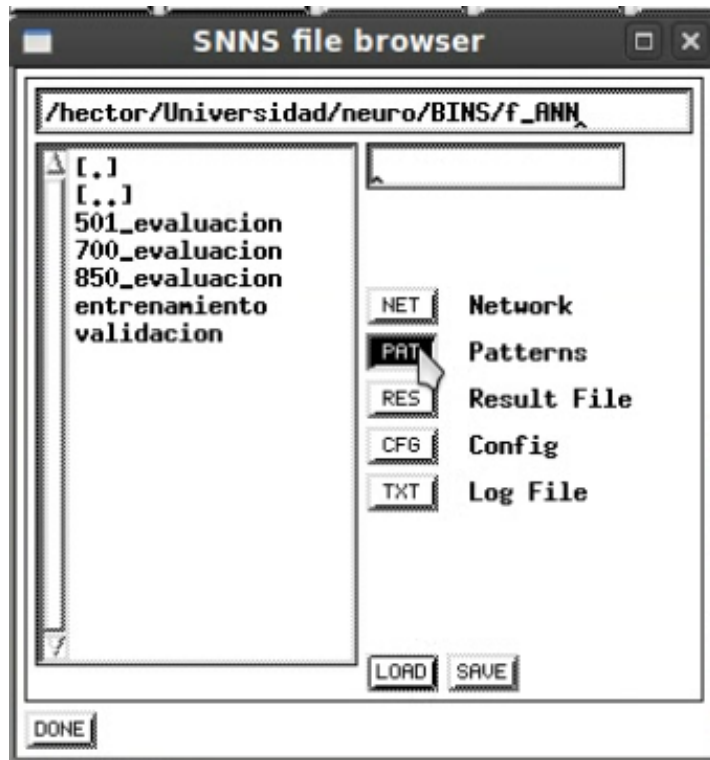 SNNS file browser
/hector/Universidad/neuro/BINS/f_ANN
[.]
[..]
501_evaluacion
700_evaluacion
850_evaluacion
entrenamiento
validacion
NET Network
PAT Patterns
RES Result File
CFG Config
TXT Log File
LOAD SAVE
DONE